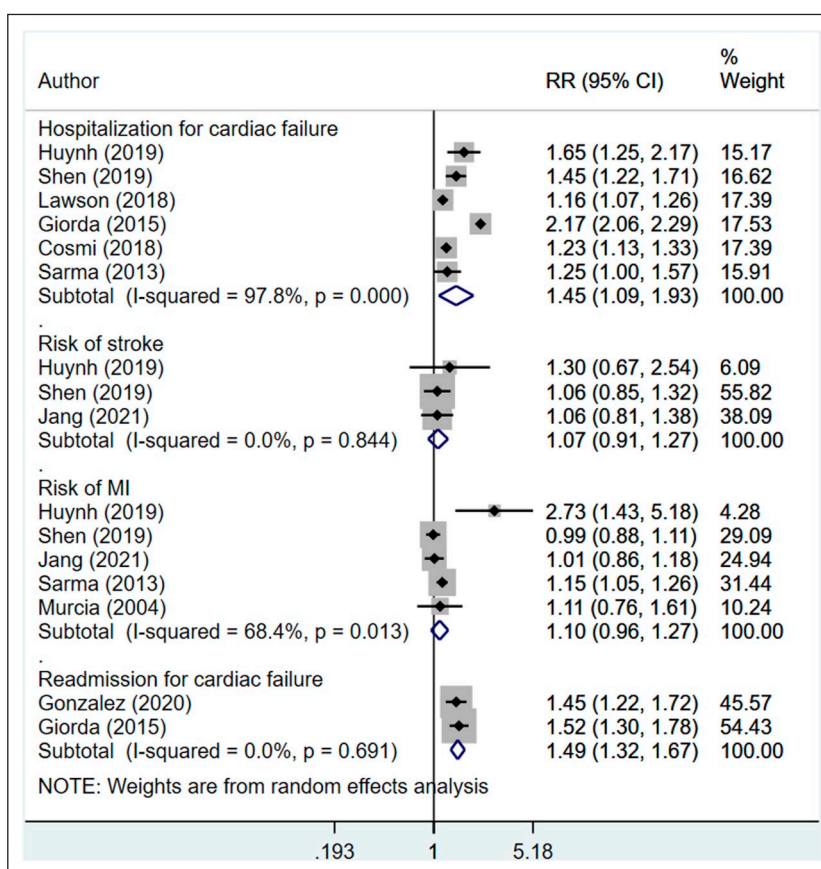 %
Author RR (95% CI) Weight
Hospitalization for cardiac failure
Huynh (2019) 1.65 (1.25, 2.17) 15.17
Shen (2019) 1.45 (1.22, 1.71) 16.62
Lawson (2018) 1.16 (1.07, 1.26) 17.39
Giorda (2015) 2.17 (2.06, 2.29) 17.53
Cosmi (2018) 1.23 (1.13, 1.33) 17.39
Sarma (2013) 1.25 (1.00, 1.57) 15.91
Subtotal (I-squared = 97.8%, p = 0.000) 1.45 (1.09, 1.93) 100.00
.
Risk of stroke
Huynh (2019) 1.30 (0.67, 2.54) 6.09
Shen (2019) 1.06 (0.85, 1.32) 55.82
Jang (2021) 1.06 (0.81, 1.38) 38.09
Subtotal (I-squared = 0.0%, p = 0.844) 1.07 (0.91, 1.27) 100.00
.
Risk of MI
Huynh (2019) 2.73 (1.43, 5.18) 4.28
Shen (2019) 0.99 (0.88, 1.11) 29.09
Jang (2021) 1.01 (0.86, 1.18) 24.94
Sarma (2013) 1.15 (1.05, 1.26) 31.44
Murcia (2004) 1.11 (0.76, 1.61) 10.24
Subtotal (I-squared = 68.4%, p = 0.013) 1.10 (0.96, 1.27) 100.00
.
Readmission for cardiac failure
Gonzalez (2020) 1.45 (1.22, 1.72) 45.57
Giorda (2015) 1.52 (1.30, 1.78) 54.43
Subtotal (I-squared = 0.0%, p = 0.691) 1.49 (1.32, 1.67) 100.00
NOTE: Weights are from random effects analysis
.193 1 5.18